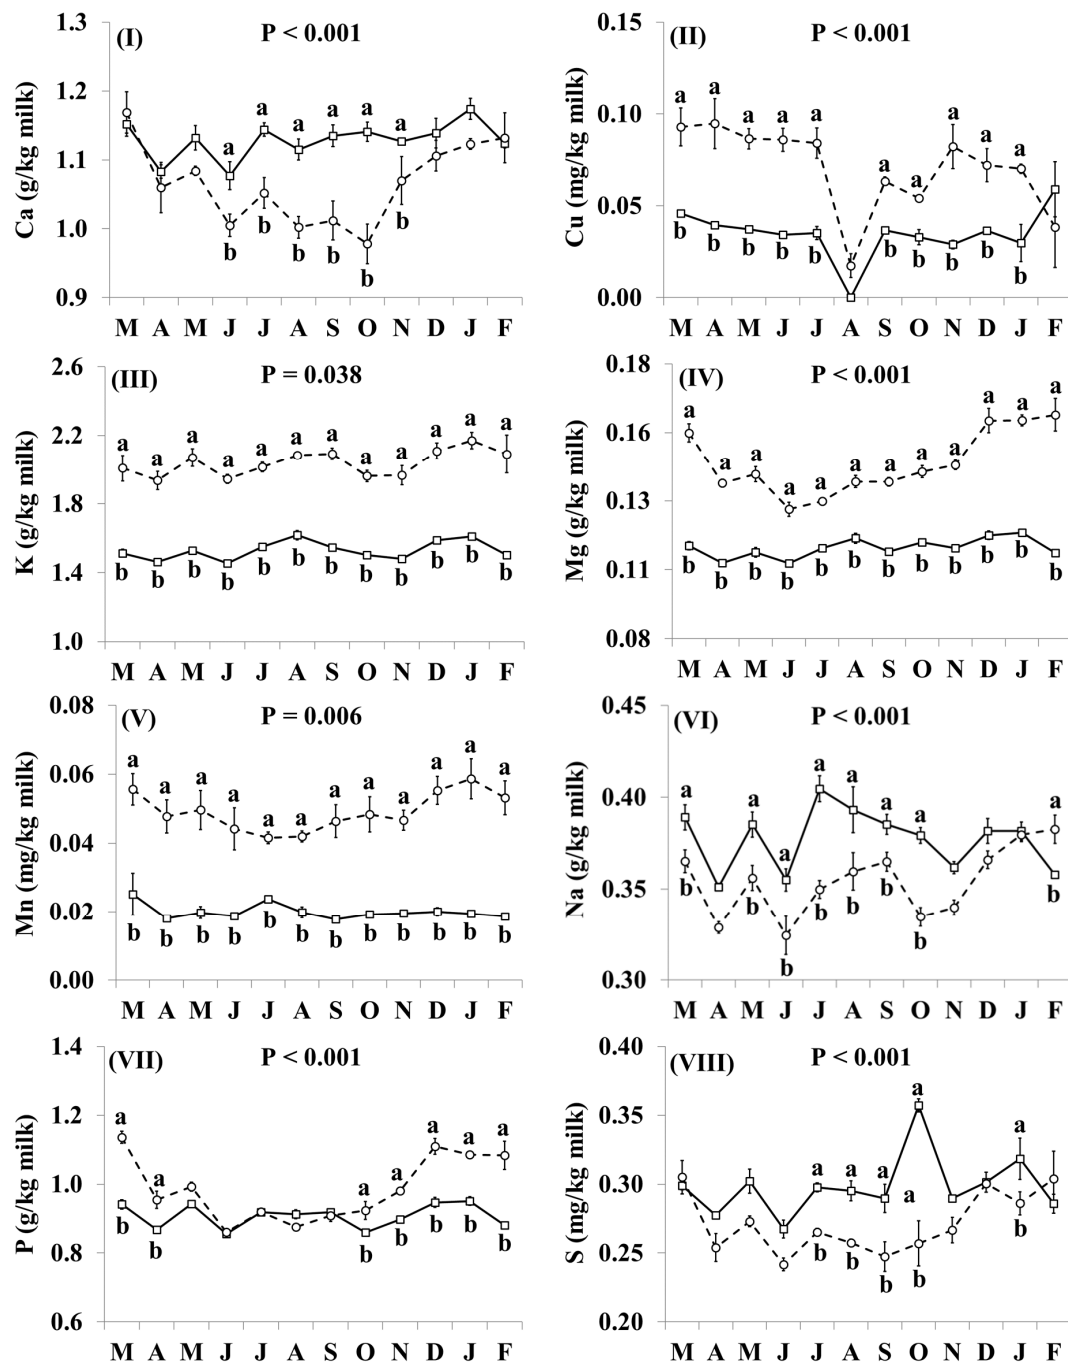 (I) P < 0.001
Ca (g/kg milk)
1.3
1.2
1.1
1.0
0.9
a a a a a a
b b b b b b
M A M J J A S O N D J F
(II) P < 0.001
Cu (mg/kg milk)
0.15
0.10
0.05
0.00
a a a a a a a a a a
b b b b b b b b b b
M A M J J A S O N D J F
(III) P = 0.038
K (g/kg milk)
2.6
2.2
1.8
1.4
1.0
a a a a a a a a a a a a
b b b b b b b b b b b b
M A M J J A S O N D J F
(IV) P < 0.001
Mg (g/kg milk)
0.18
0.16
0.13
0.11
0.08
a a a a a a a a a a a a
b b b b b b b b b b b b
M A M J J A S O N D J F
(V) P = 0.006
Mn (mg/kg milk)
0.08
0.06
0.04
0.02
0.00
a a a a a a a a a a a a
b b b b b b b b b b b b
M A M J J A S O N D J F
(VI) P < 0.001
Na (g/kg milk)
0.45
0.40
0.35
0.30
a a a a a a a a
b b b b b b b b
M A M J J A S O N D J F
(VII) P < 0.001
P (g/kg milk)
1.4
1.2
1.0
0.8
0.6
a a a a a a a
b b b b b b b
M A M J J A S O N D J F
(VIII) P < 0.001
S (mg/kg milk)
0.40
0.35
0.30
0.25
0.20
a a a a a a
b b b b b
M A M J J A S O N D J F